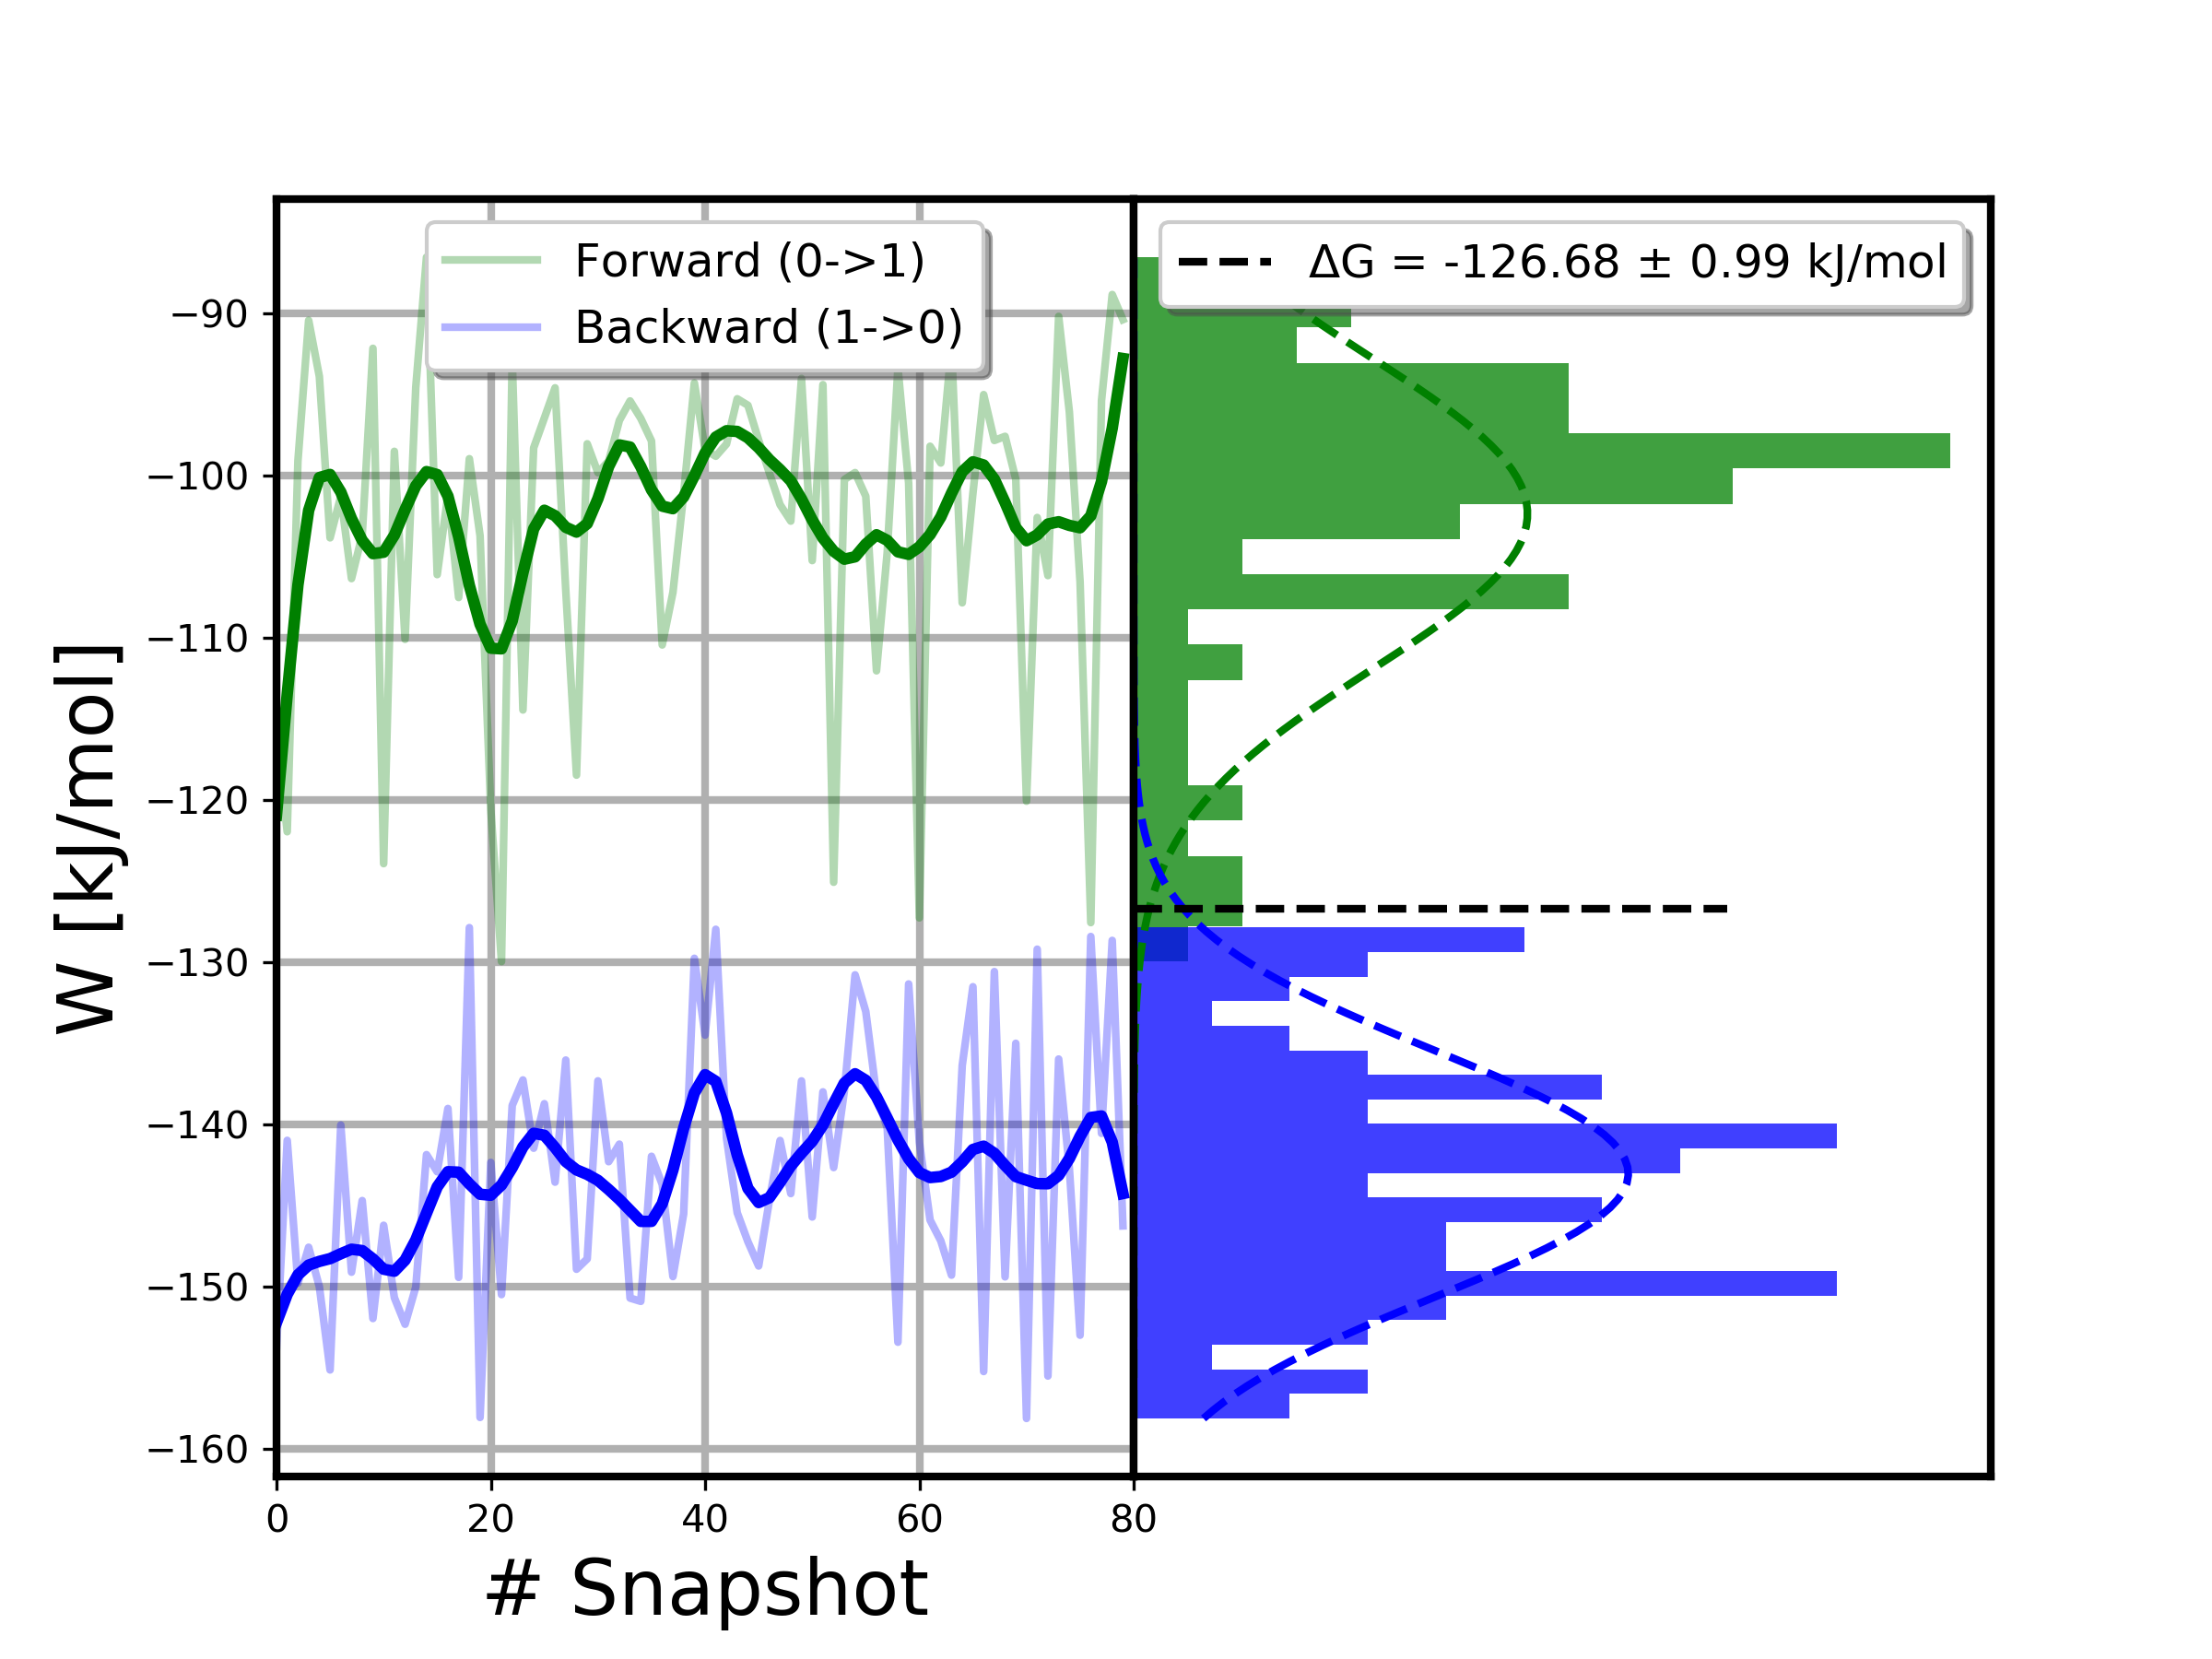 Forward (0->1)
Backward (1->0)
ΔG = -126.68 ± 0.99 kJ/mol
W [kJ/mol]
−90
−100
−110
−120
−130
−140
−150
−160
0 20 40 60 80
# Snapshot